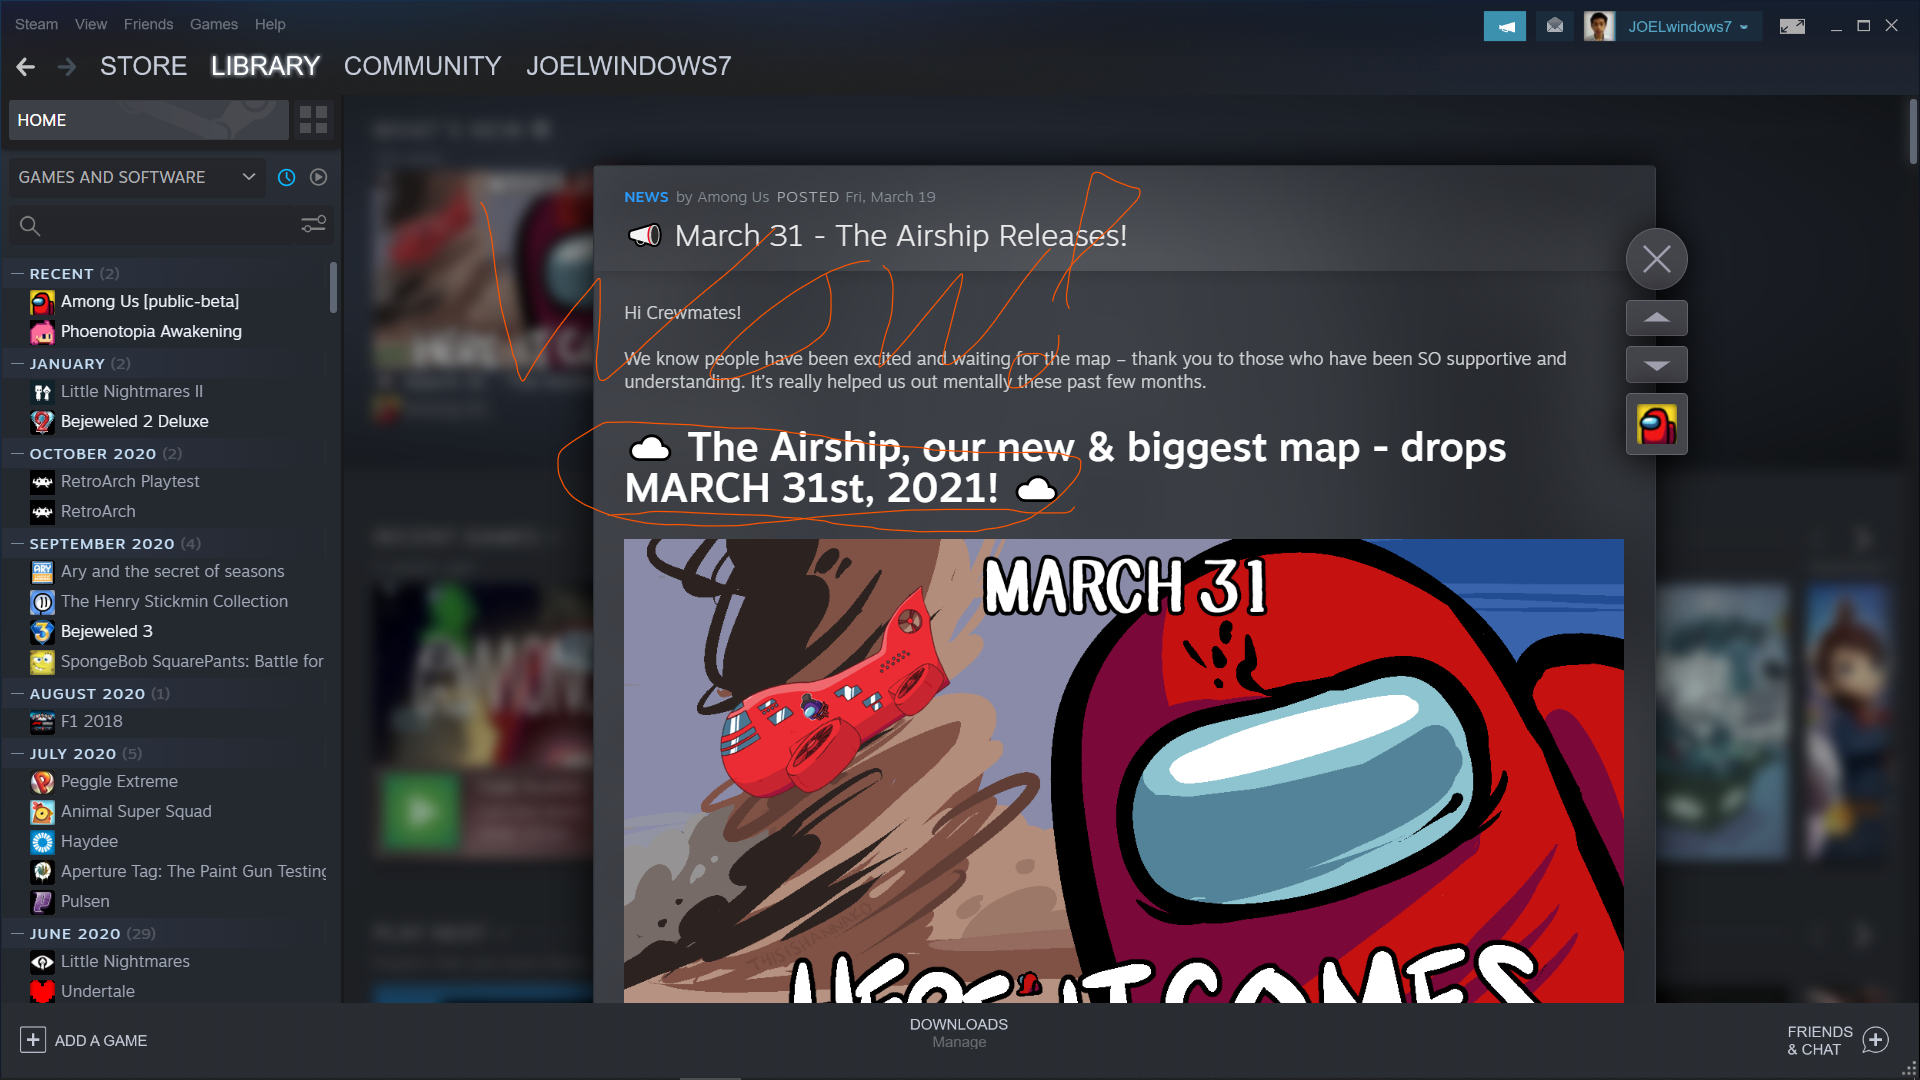 Steam View Friends Games Help
JOELwindows7
STORE LIBRARY COMMUNITY JOELWINDOWS7
HOME
GAMES AND SOFTWARE
RECENT (2)
Among Us [public-beta]
Phoenotopia Awakening
JANUARY (2)
Little Nightmares II
Bejeweled 2 Deluxe
OCTOBER 2020 (2)
RetroArch Playtest
RetroArch
SEPTEMBER 2020 (4)
Ary and the secret of seasons
The Henry Stickmin Collection
Bejeweled 3
SpongeBob SquarePants: Battle for
AUGUST 2020 (1)
F1 2018
JULY 2020 (5)
Peggle Extreme
Animal Super Squad
Haydee
Aperture Tag: The Paint Gun Testing
Pulsen
JUNE 2020 (29)
Little Nightmares
Undertale
ADD A GAME
WHAT'S NEW
NEWS by Among Us POSTED Fri, March 19
March 31 - The Airship Releases!
Wow!
Hi Crewmates!
We know people have been excited and waiting for the map – thank you to those who have been SO supportive and
understanding. It's really helped us out mentally these past few months.
The Airship, our new & biggest map - drops
MARCH 31st, 2021!
MARCH 31
THISISHANNAKO
HERE IT COMES
RECENT GAMES
PLAY NEXT
DOWNLOADS
Manage
FRIENDS
& CHAT